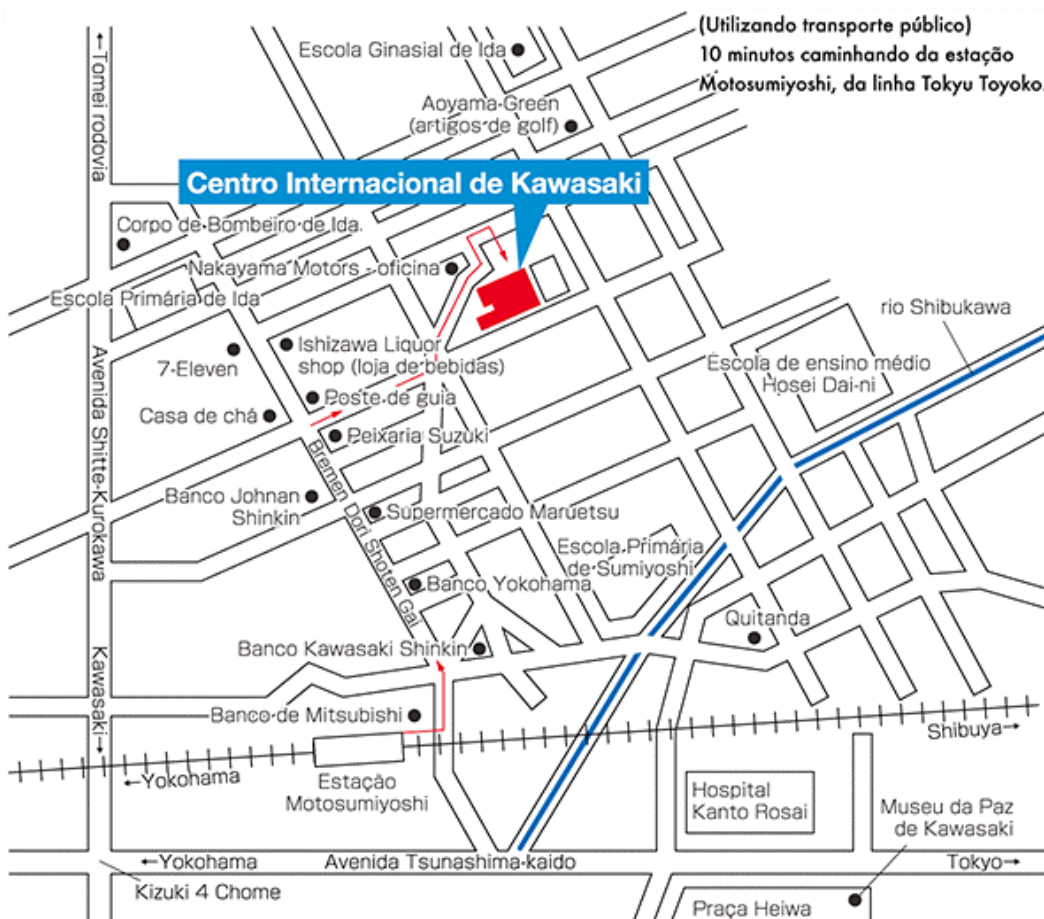 (Utilizando transporte público)
10 minutos caminhando da estação
Motosumiyoshi, da linha Tokyu Toyoko.
←Tomei rodovia
Escola Ginasial de Ida
Aoyama-Green
(artigos de golf)
Centro Internacional de Kawasaki
Corpo de Bombeiro de Ida.
Nakayama Motors - oficina
Escola Primária de Ida
rio Shibukawa
7-Eleven
Ishizawa Liquor
shop (loja de bebidas)
Escola de ensino médio
Hosei Dai-ni
Avenida Shitte-Kurokawa
Casa de chá
Poste de guia
Peixaria Suzuki
Bremen Dori Shoten Gai
Banco Johnan
Shinkin
Supermercado Maruetsu
Escola Primária
de Sumiyoshi
Banco Yokohama
Quitanda
Banco Kawasaki Shinkin
Kawasaki→
Banco de Mitsubishi
Shibuya→
←Yokohama
Estação
Motosumiyoshi
Hospital
Kanto Rosai
Museu da Paz
de Kawasaki
←Yokohama
Avenida Tsunashima-kaido
Tokyo→
Kizuki 4 Chome
Praça Heiwa